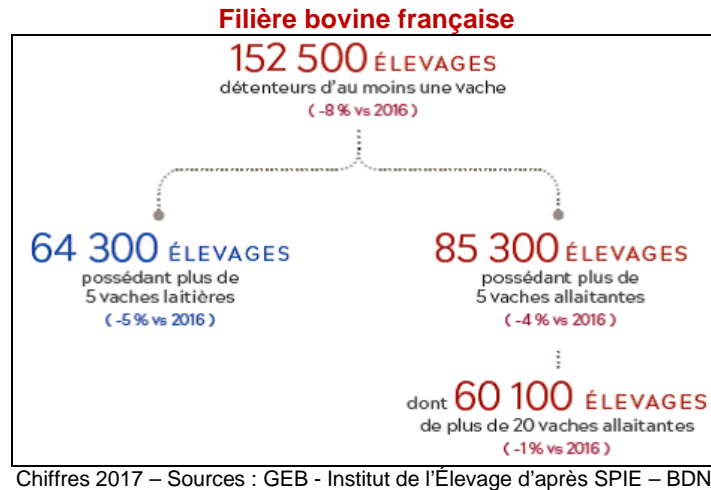 Filière bovine française
152 500 ÉLEVAGES
détenteurs d'au moins une vache
(-8 % vs 2016)
64 300 ÉLEVAGES
possédant plus de
5 vaches laitières
(-5 % vs 2016)
85 300 ÉLEVAGES
possédant plus de
5 vaches allaitantes
(-4 % vs 2016)
dont 60 100 ÉLEVAGES
de plus de 20 vaches allaitantes
(-1% vs 2016)
Chiffres 2017 – Sources : GEB - Institut de l'Élevage d'après SPIE – BDN